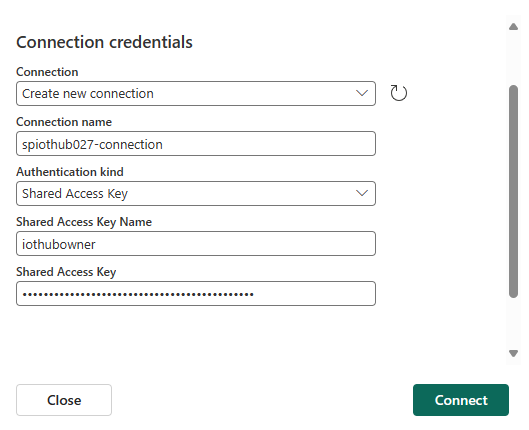 Connection credentials
Connection
Create new connection
Connection name
spiothub027-connection
Authentication kind
Shared Access Key
Shared Access Key Name
iothubowner
Shared Access Key
••••••••••••••••••••••••••••••••••••••••••••
Close
Connect